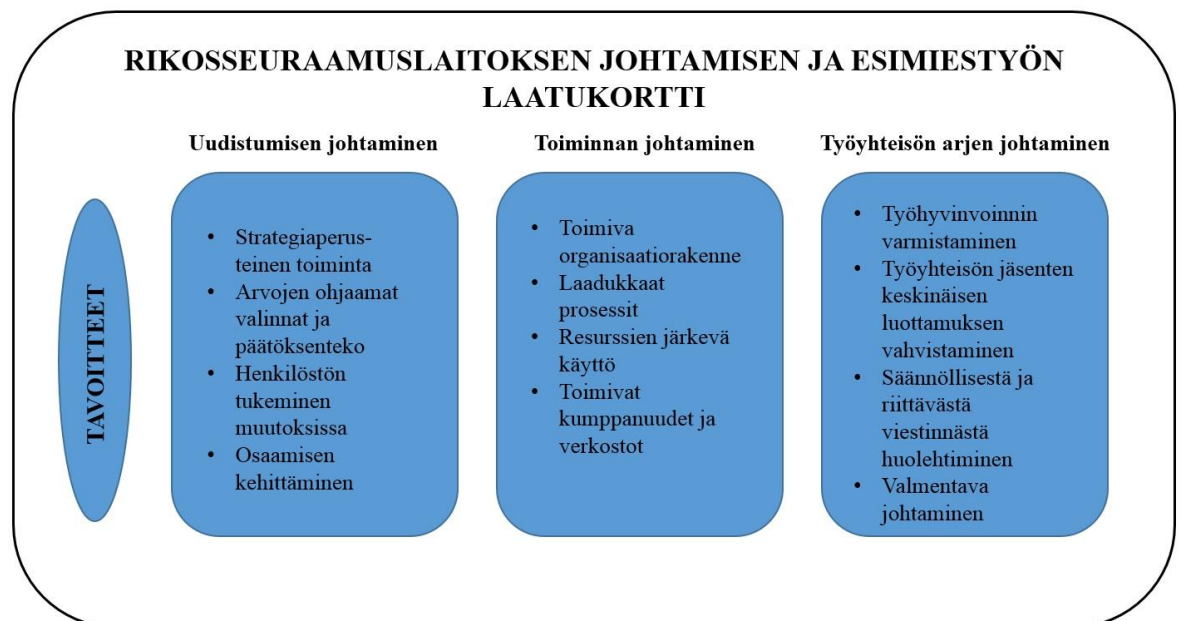 RIKOSSEURAAMUSLAITOKSEN JOHTAMISEN JA ESIMIESTYÖN
LAATUKORTTI
TAVOITTEET
Uudistumisen johtaminen
• Strategiaperus-
teinen toiminta
• Arvojen ohjaamat
valinnat ja
päätöksenteko
• Henkilöstön
tukeminen
muutoksissa
• Osaamisen
kehittäminen
Toiminnan johtaminen
• Toimiva
organisaatiorakenne
• Laadukkaat
prosessit
• Resurssien järkevä
käyttö
• Toimivat
kumppanuudet ja
verkostot
Työyhteisön arjen johtaminen
• Työhyvinvoinnin
varmistaminen
• Työyhteisön jäsenten
keskinäisen
luottamuksen
vahvistaminen
• Säännöllisestä ja
riittävästä
viestinnästä
huolehtiminen
• Valmentava
johtaminen